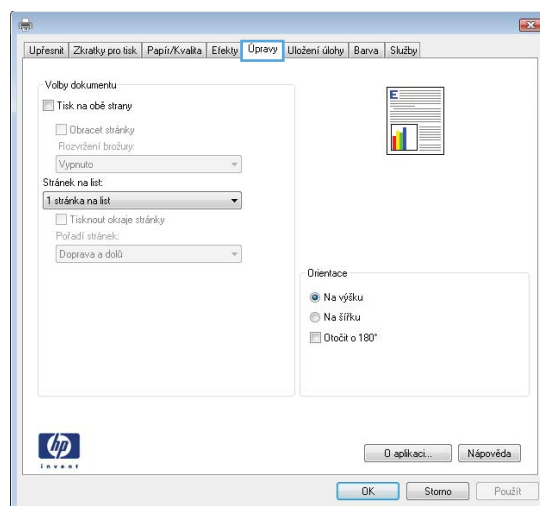 Upřesnit Zkratky pro tisk Papír/Kvalita Efekty Úpravy Uložení úlohy Barva Služby
Volby dokumentu
Tisk na obě strany
Obracet stránky
Rozvržení brožury:
Vypnuto
Stránek na list:
1 stránka na list
Tisknout okraje stránky
Pořadí stránek:
Doprava a dolů
E
Orientace
Na výšku
Na šířku
Otočit o 180°
hp
invent
O aplikaci... Nápověda
OK Storno Použít